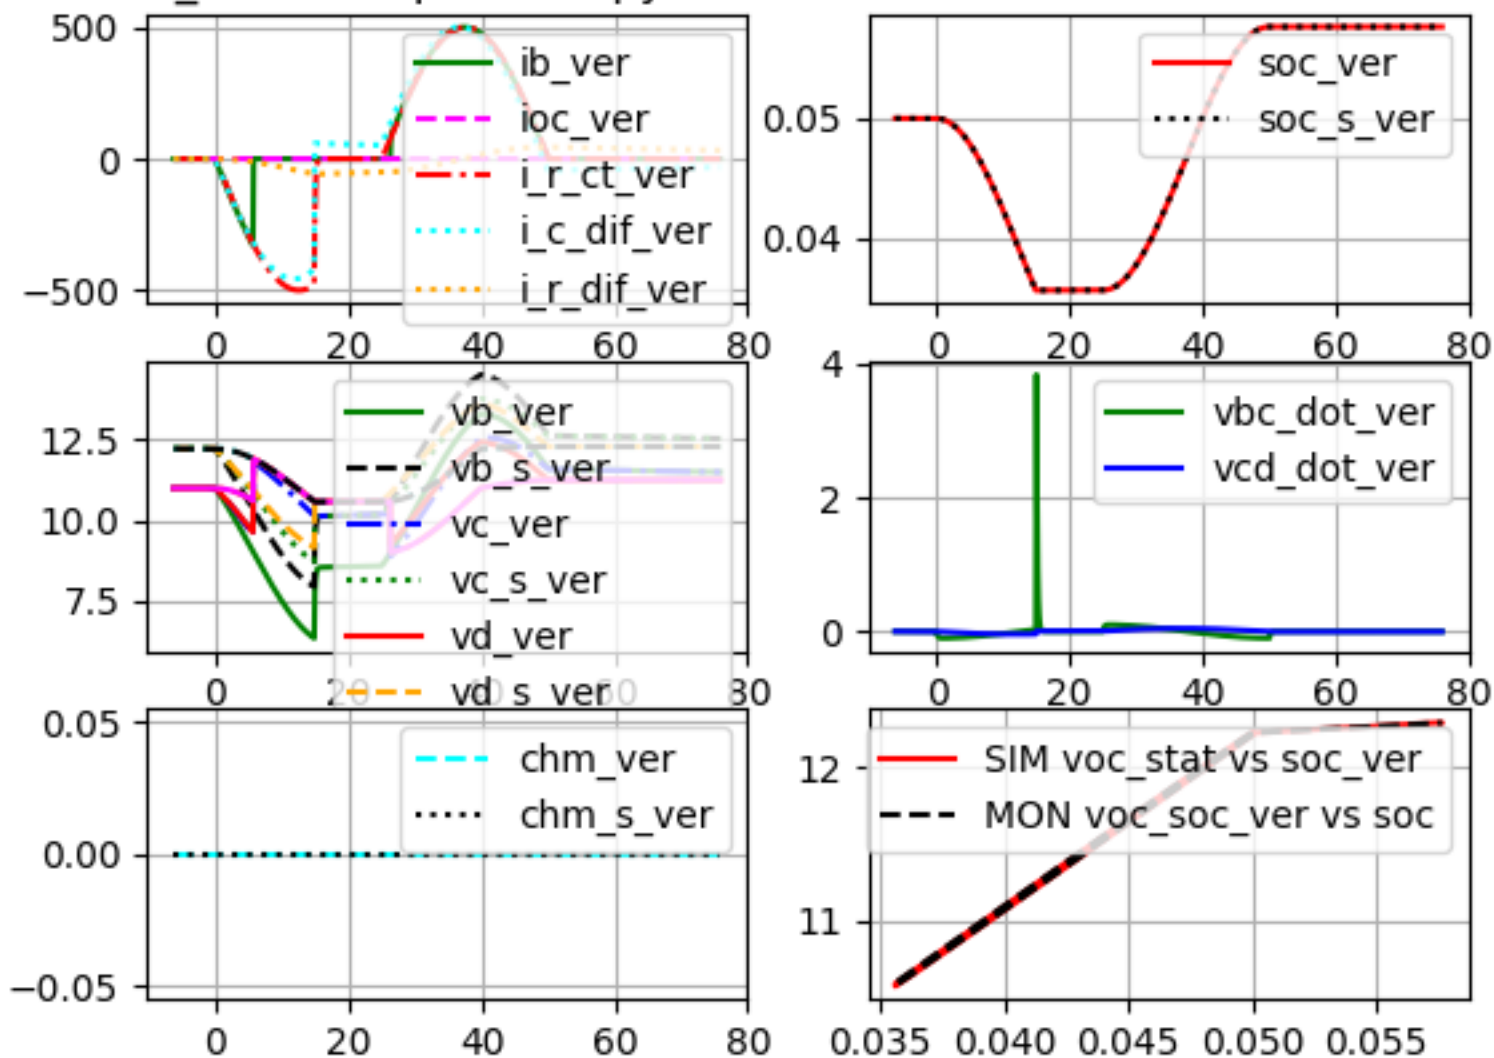 500
0
−500
ib_ver
ioc_ver
i_r_ct_ver
i_c_dif_ver
i_r_dif_ver
0 20 40 60 80
0.05
0.04
soc_ver
soc_s_ver
0 20 40 60 80
12.5
10.0
7.5
vb_ver
vb_s_ver
vc_ver
vc_s_ver
vd_ver
vd_s_ver
0 20 40 60 80
4
2
0
vbc_dot_ver
vcd_dot_ver
0 20 40 60 80
0.05
0.00
−0.05
chm_ver
chm_s_ver
0 20 40 60 80
12
11
SIM voc_stat vs soc_ver
MON voc_soc_ver vs soc
0.035 0.040 0.045 0.050 0.055